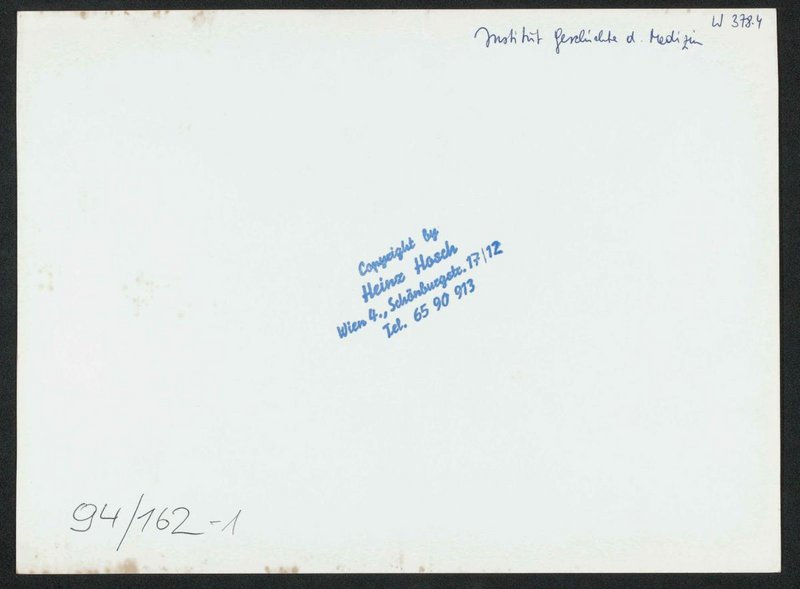 W 378.4
Institut Geschichte d. Medizin
Copyright by
Heinz Hosch
Wien 4., Schönburgstr. 17/12
Tel. 65 90 913
94/162-1